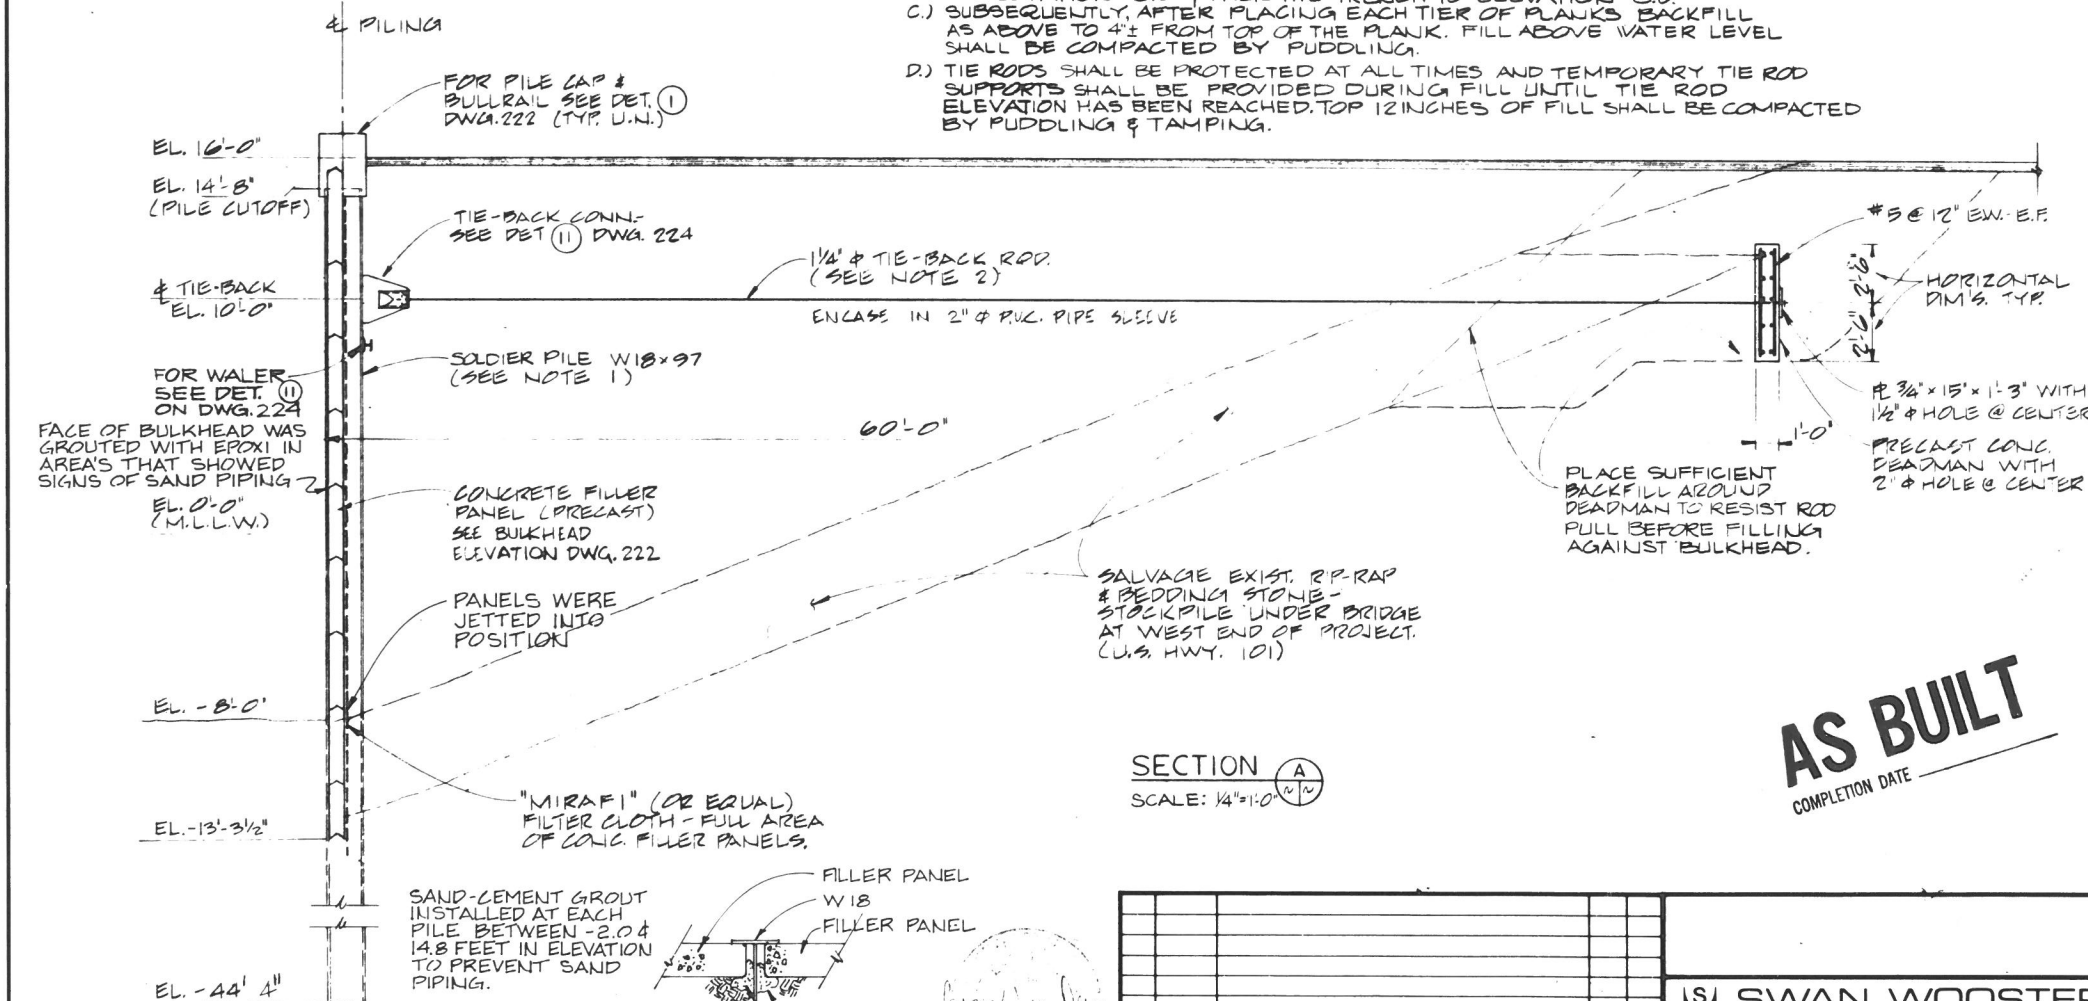 ℄ PILING
C.) SUBSEQUENTLY, AFTER PLACING EACH TIER OF PLANKS BACKFILL
AS ABOVE TO 4"± FROM TOP OF THE PLANK. FILL ABOVE WATER LEVEL
SHALL BE COMPACTED BY PUDDLING.
D.) TIE RODS SHALL BE PROTECTED AT ALL TIMES AND TEMPORARY TIE ROD
SUPPORTS SHALL BE PROVIDED DURING FILL UNTIL TIE ROD
ELEVATION HAS BEEN REACHED. TOP 12 INCHES OF FILL SHALL BE COMPACTED
BY PUDDLING & TAMPING.
FOR PILE CAP &
BULLRAIL SEE DET. 1
DWG. 222 (TYP. U.N.)
EL. 16'-0"
EL. 14'-8"
(PILE CUTOFF)
TIE-BACK CONN.-
SEE DET 11 DWG. 224
1¼" ϕ TIE-BACK ROD.
(SEE NOTE 2)
ENCASE IN 2" ϕ P.V.C. PIPE SLEEVE
℄ TIE-BACK
EL. 10'-0"
#5 @ 12" E.W.- E.F.
2'-6"
2'-6"
HORIZONTAL
DIM'S. TYP.
SOLDIER PILE W18×97
(SEE NOTE 1)
FOR WALER
SEE DET. 11
ON DWG. 224
FACE OF BULKHEAD WAS
GROUTED WITH EPOXI IN
AREA'S THAT SHOWED
SIGNS OF SAND PIPING
EL. 0'-0"
(M.L.L.W.)
60'-0"
1'-0"
℄ ¾" × 15" × 1'-3" WITH
1½" ϕ HOLE @ CENTER
PRECAST CONC.
DEADMAN WITH
2" ϕ HOLE @ CENTER
CONCRETE FILLER
PANEL (PRECAST)
SEE BULKHEAD
ELEVATION DWG. 222
PLACE SUFFICIENT
BACKFILL AROUND
DEADMAN TO RESIST ROD
PULL BEFORE FILLING
AGAINST BULKHEAD.
PANELS WERE
JETTED INTO
POSITION
SALVAGE EXIST. RIP-RAP
& BEDDING STONE-
STOCKPILE UNDER BRIDGE
AT WEST END OF PROJECT.
(U.S. HWY. 101)
EL. -8'-0"
"MIRAFI" (OR EQUAL)
FILTER CLOTH - FULL AREA
OF CONC. FILLER PANELS.
EL. -13'-3½"
SECTION A
SCALE: ¼"=1'-0"
AS BUILT
COMPLETION DATE
SAND-CEMENT GROUT
INSTALLED AT EACH
PILE BETWEEN -2.0 &
14.8 FEET IN ELEVATION
TO PREVENT SAND
PIPING.
FILLER PANEL
W 18
FILLER PANEL
EL. -44' 4"
SWAN WOOSTER